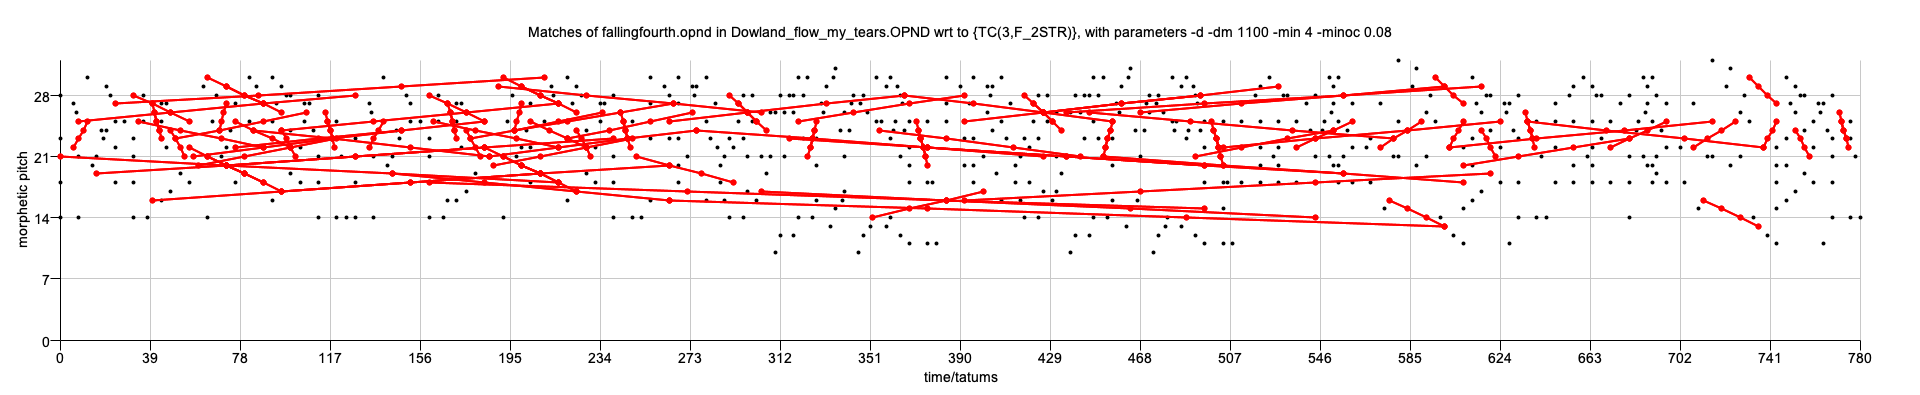 Matches of fallingfourth.opnd in Dowland_flow_my_tears.OPND wrt to {TC(3,F_2STR)}, with parameters -d -dm 1100 -min 4 -minoc 0.08
morphetic pitch
28
21
14
7
0
0 39 78 117 156 195 234 273 312 351 390 429 468 507 546 585 624 663 702 741 780
time/tatums